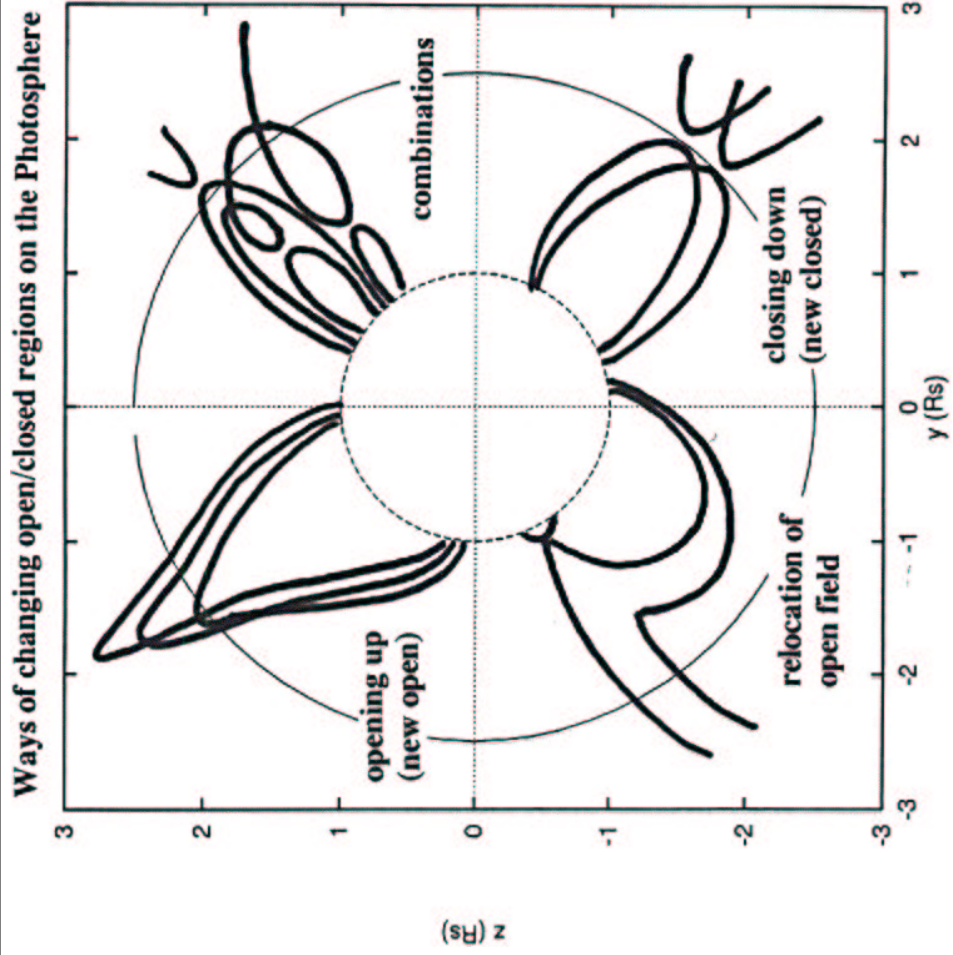 Ways of changing open/closed regions on the Photosphere
3
2
1
0
-1
-2
-3
z (Rs)
opening up
(new open)
combinations
relocation of
open field
closing down
(new closed)
-3
-2
-1
0
1
2
3
y (Rs)